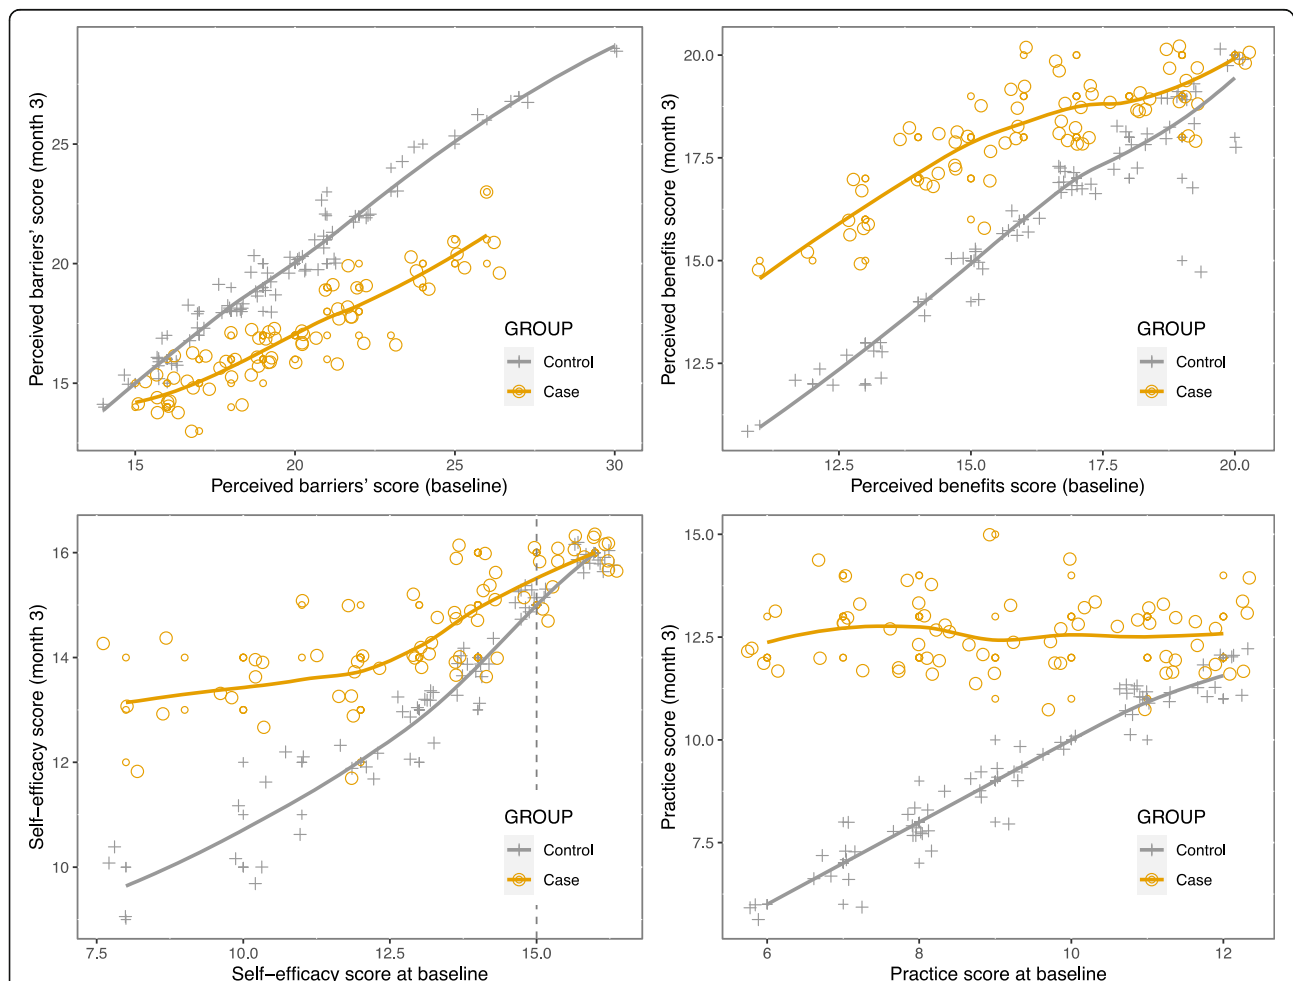 Perceived barriers' score (month 3)
25
20
15
15 20 25 30
Perceived barriers' score (baseline)
GROUP
Control
Case
Perceived benefits score (month 3)
20.0
17.5
15.0
12.5
12.5 15.0 17.5 20.0
Perceived benefits score (baseline)
GROUP
Control
Case
Self−efficacy score (month 3)
16
14
12
10
7.5 10.0 12.5 15.0
Self−efficacy score at baseline
GROUP
Control
Case
Practice score (month 3)
15.0
12.5
10.0
7.5
6 8 10 12
Practice score at baseline
GROUP
Control
Case